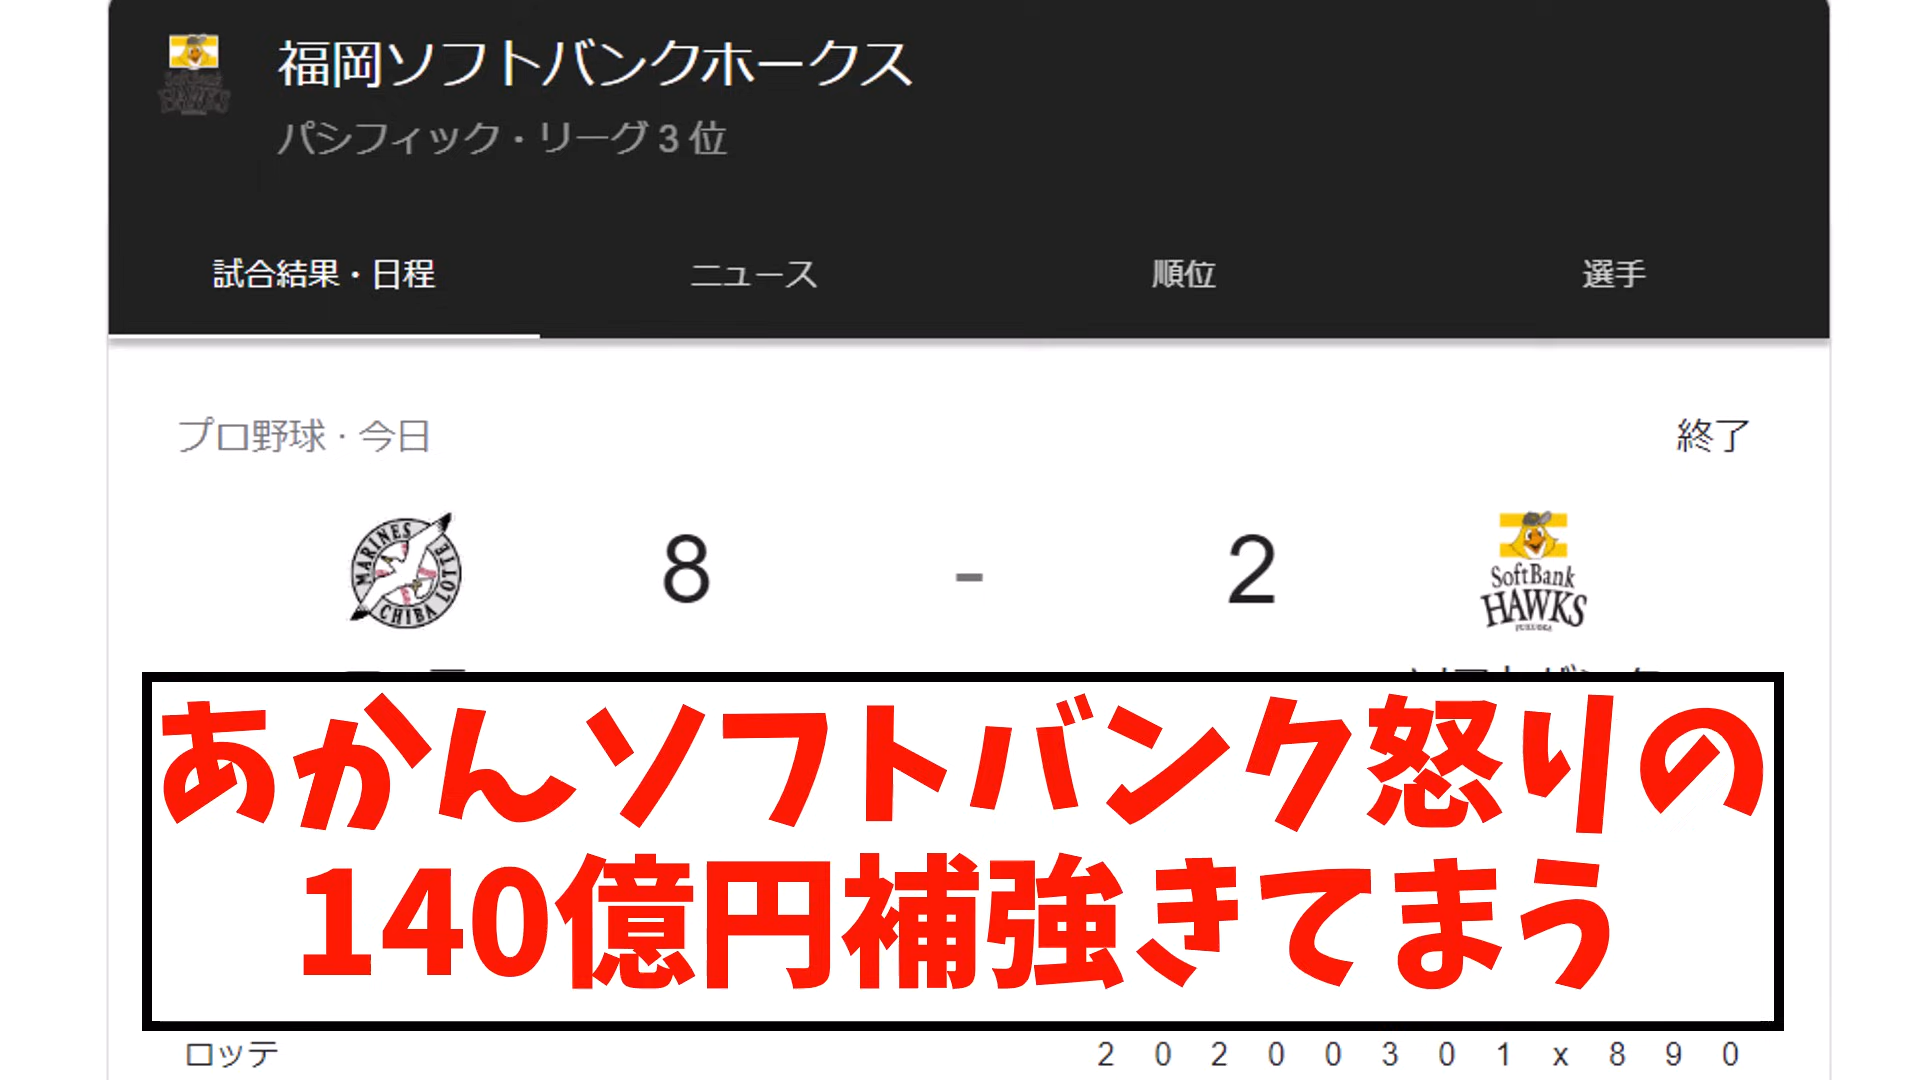 福岡ソフトバンクホークス
パシフィック・リーグ 3 位
試合結果・日程 ニュース 順位 選手
プロ野球・今日 終了
MARINES CHIBA LOTTE
8 - 2
SoftBank HAWKS
あかんソフトバンク怒りの
140億円補強きてまう
ロッテ 2 0 2 0 0 3 0 1 x 8 9 0